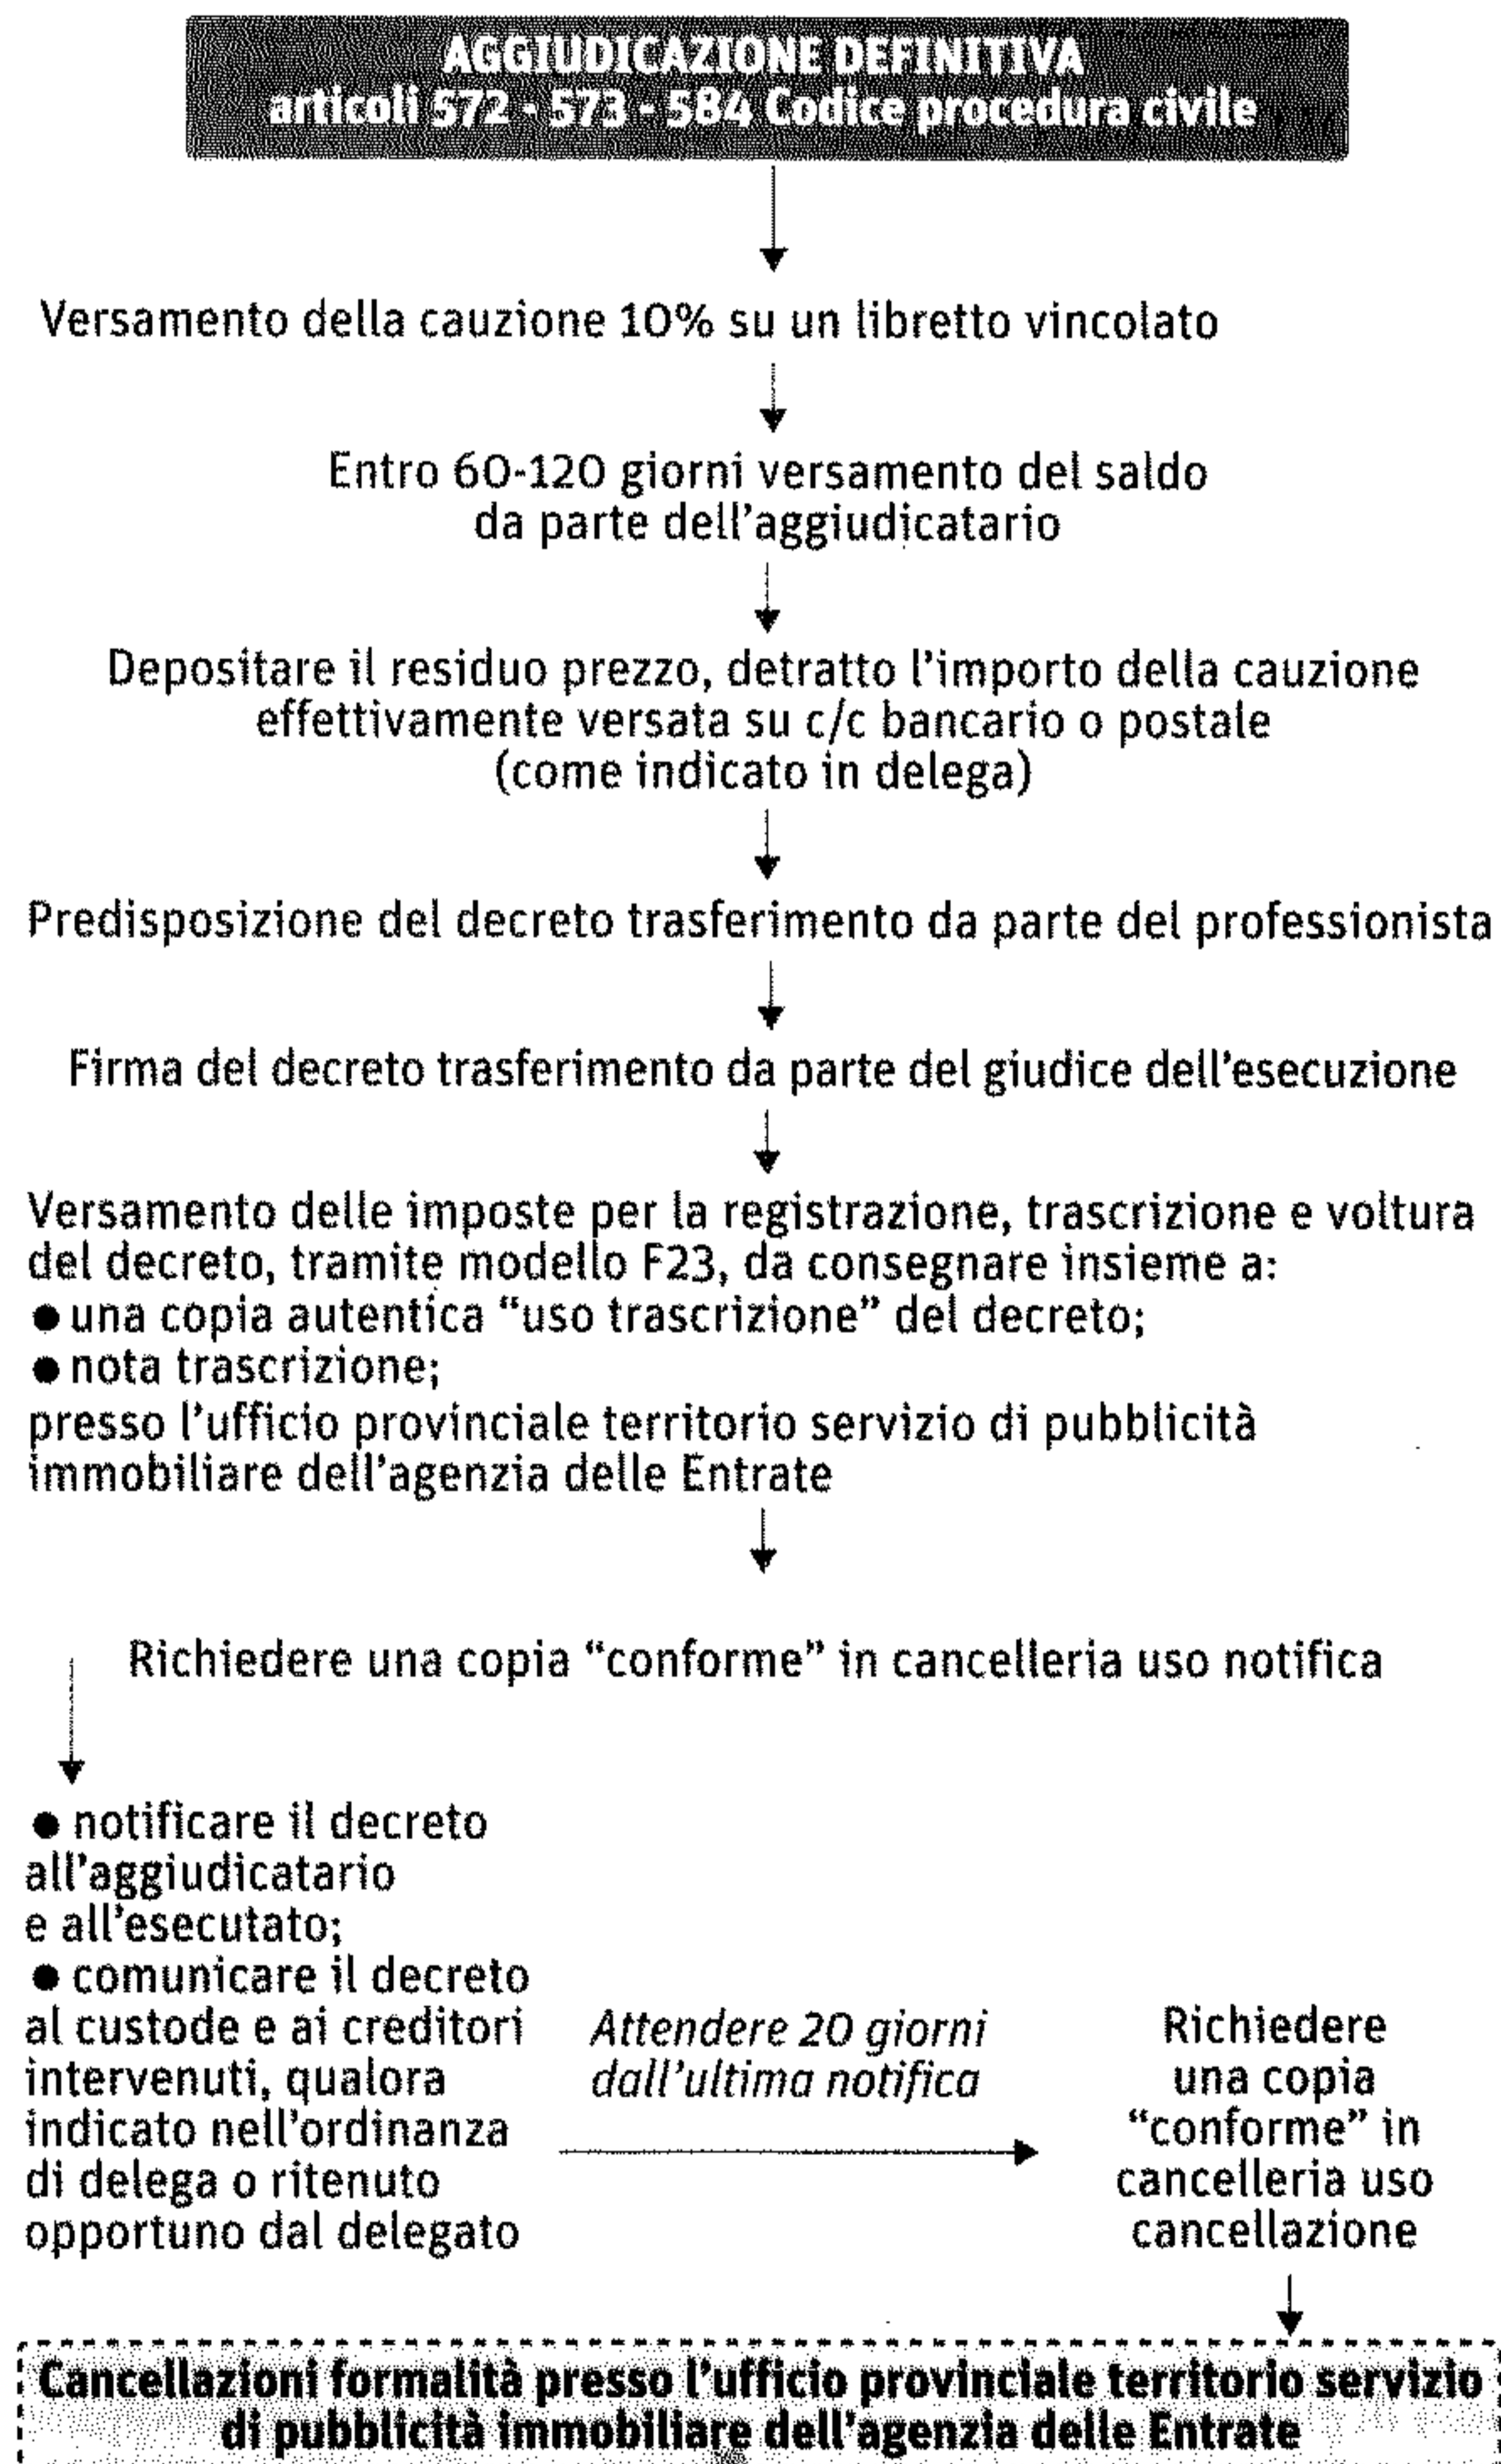 AGGIUDICAZIONE DEFINITIVA
articoli 572 - 573 - 584 Codice procedura civile
Versamento della cauzione 10% su un libretto vincolato
Entro 60-120 giorni versamento del saldo
da parte dell'aggiudicatario
Depositare il residuo prezzo, detratto l'importo della cauzione
effettivamente versata su c/c bancario o postale
(come indicato in delega)
Predisposizione del decreto trasferimento da parte del professionista
Firma del decreto trasferimento da parte del giudice dell'esecuzione
Versamento delle imposte per la registrazione, trascrizione e voltura
del decreto, tramite modello F23, da consegnare insieme a:
● una copia autentica “uso trascrizione” del decreto;
● nota trascrizione;
presso l'ufficio provinciale territorio servizio di pubblicità
immobiliare dell'agenzia delle Entrate
Richiedere una copia “conforme” in cancelleria uso notifica
● notificare il decreto
all'aggiudicatario
e all'esecutato;
● comunicare il decreto
al custode e ai creditori
intervenuti, qualora
indicato nell'ordinanza
di delega o ritenuto
opportuno dal delegato
Attendere 20 giorni
dall'ultima notifica
Richiedere
una copia
“conforme” in
cancelleria uso
cancellazione
Cancellazioni formalità presso l'ufficio provinciale territorio servizio
di pubblicità immobiliare dell'agenzia delle Entrate